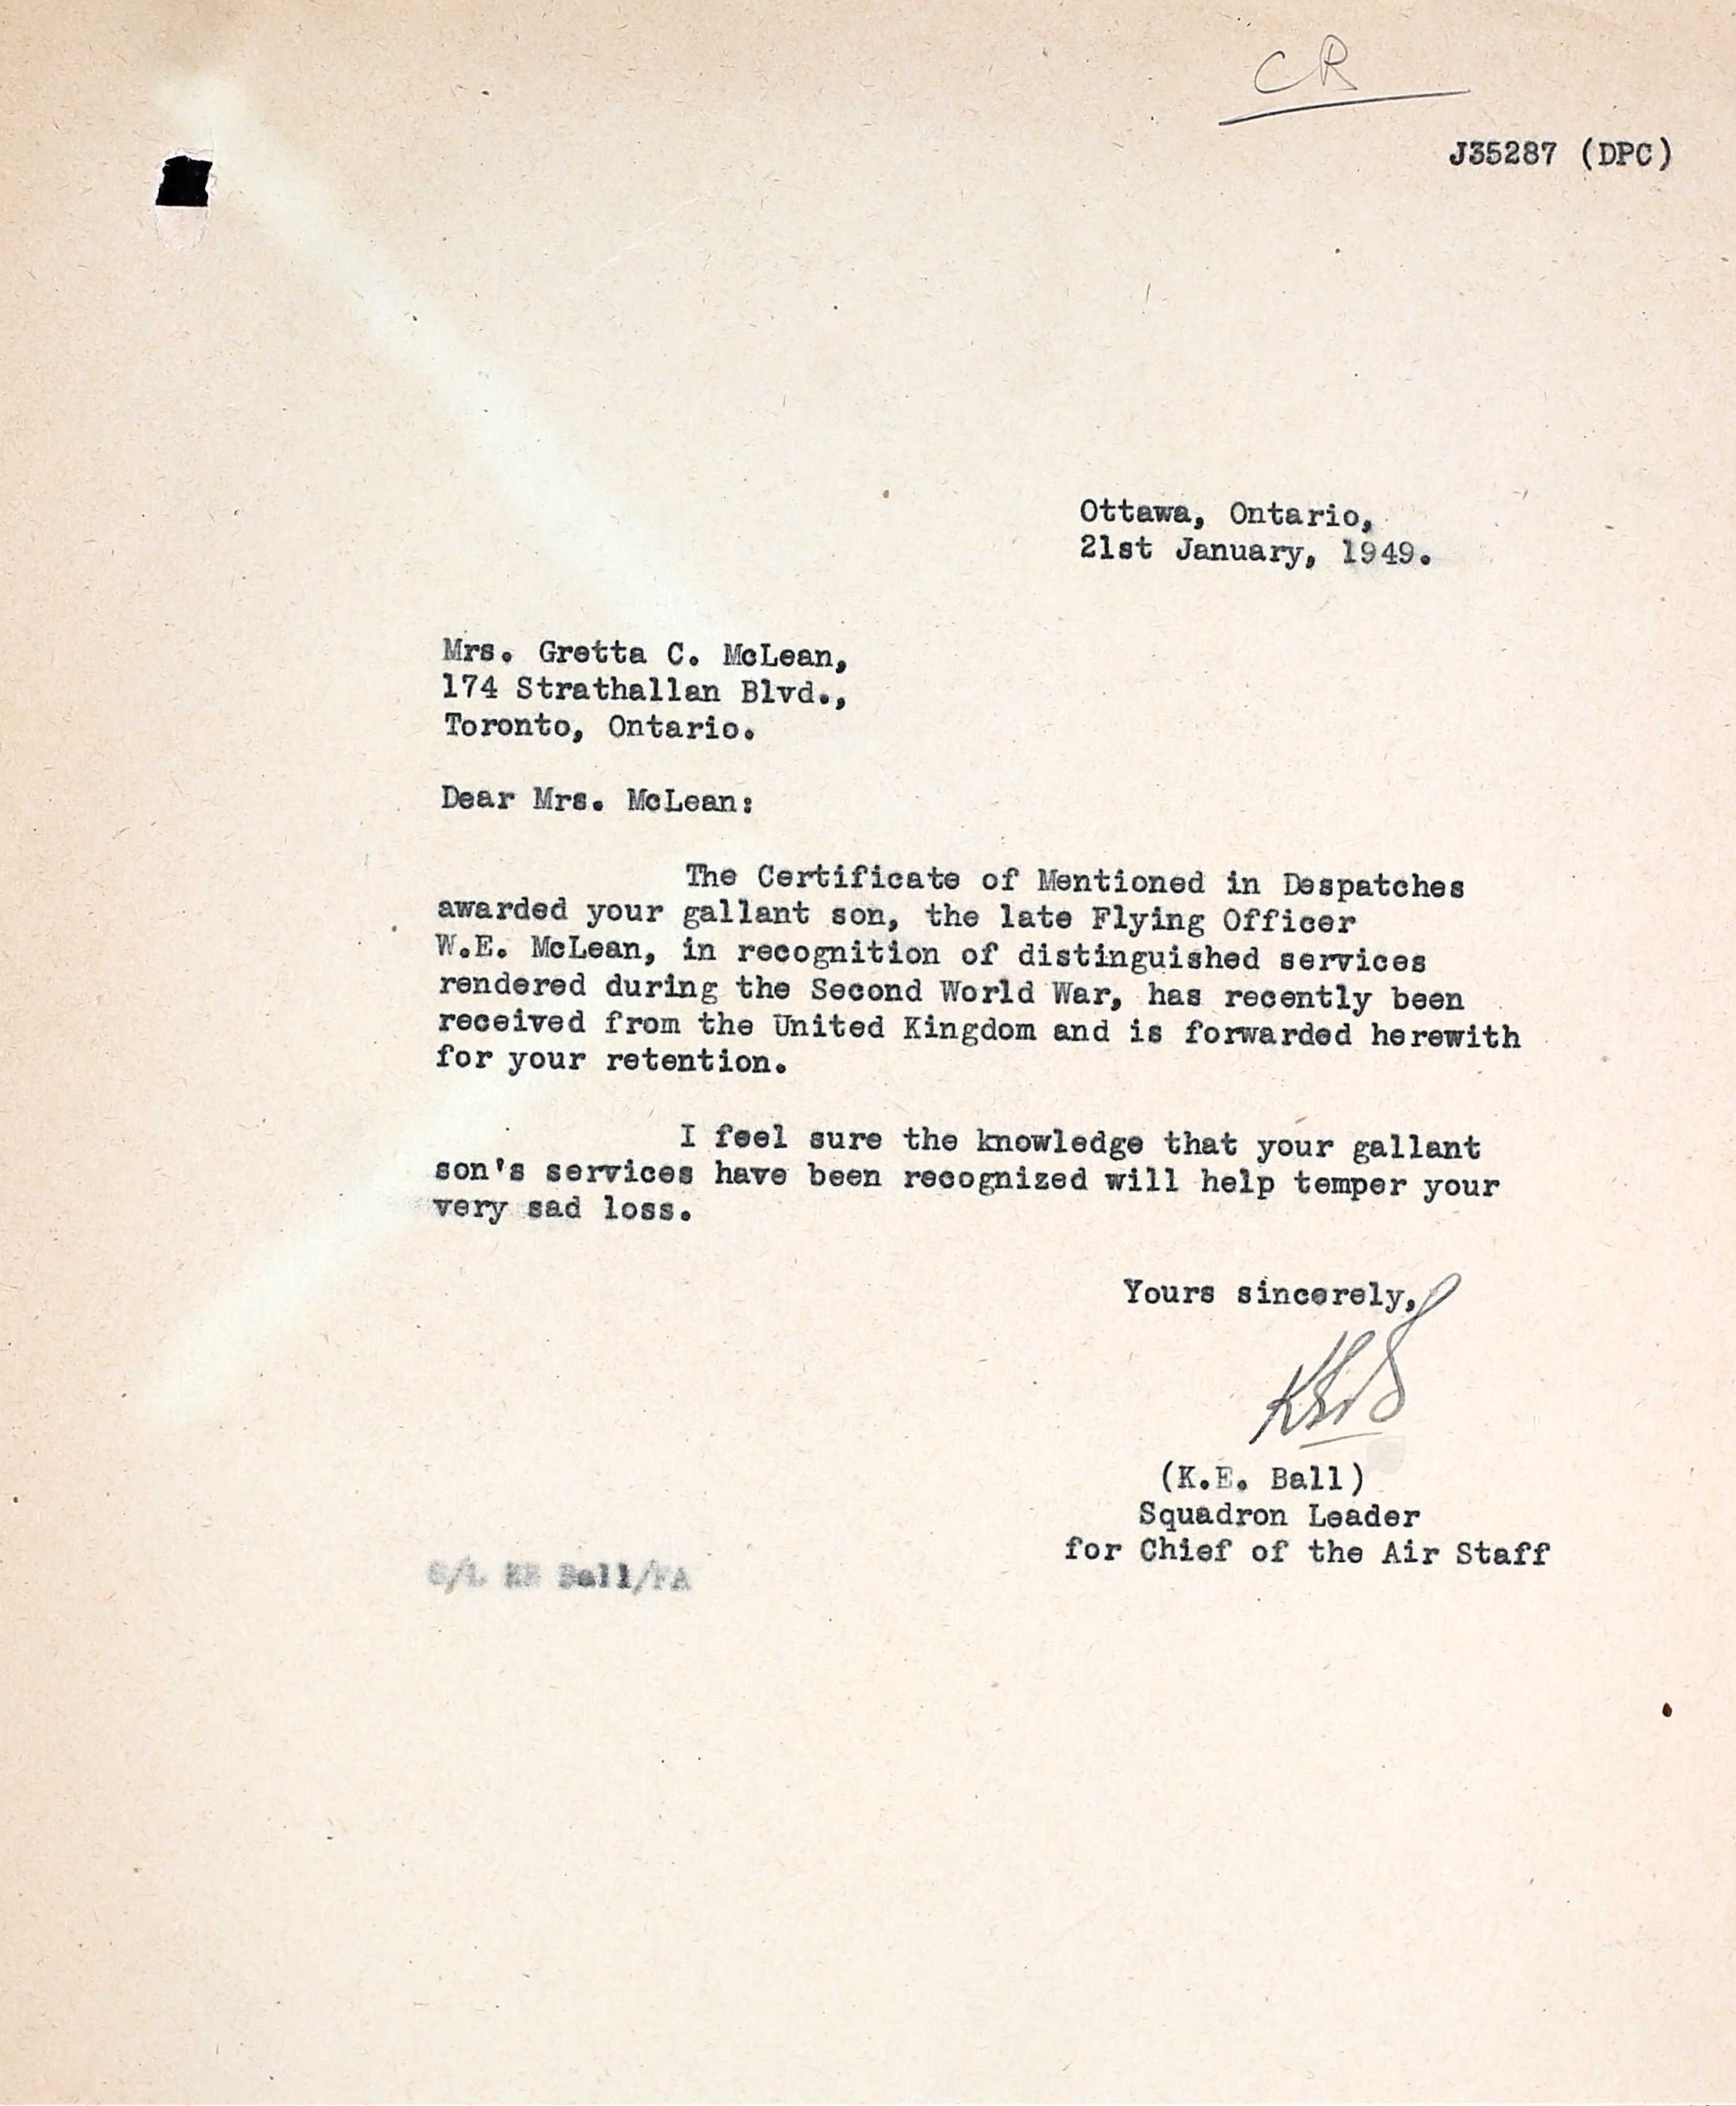 CR
J35287 (DPC)
Ottawa, Ontario,
21st January, 1949.
Mrs. Gretta C. McLean,
174 Strathallan Blvd.,
Toronto, Ontario.
Dear Mrs. McLean:
The Certificate of Mentioned in Despatches
awarded your gallant son, the late Flying Officer
W.E. McLean, in recognition of distinguished services
rendered during the Second World War, has recently been
received from the United Kingdom and is forwarded herewith
for your retention.
I feel sure the knowledge that your gallant
son's services have been recognized will help temper your
very sad loss.
Yours sincerely,
(K.E. Ball)
Squadron Leader
for Chief of the Air Staff
S/L KE Ball/FA